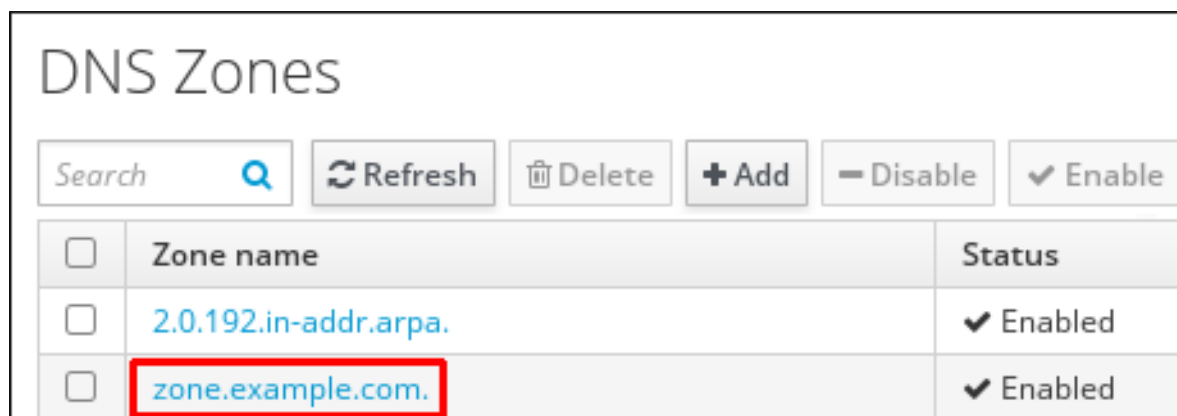 DNS Zones
Search Refresh Delete Add Disable Enable
Zone name Status
2.0.192.in-addr.arpa. Enabled
zone.example.com. Enabled